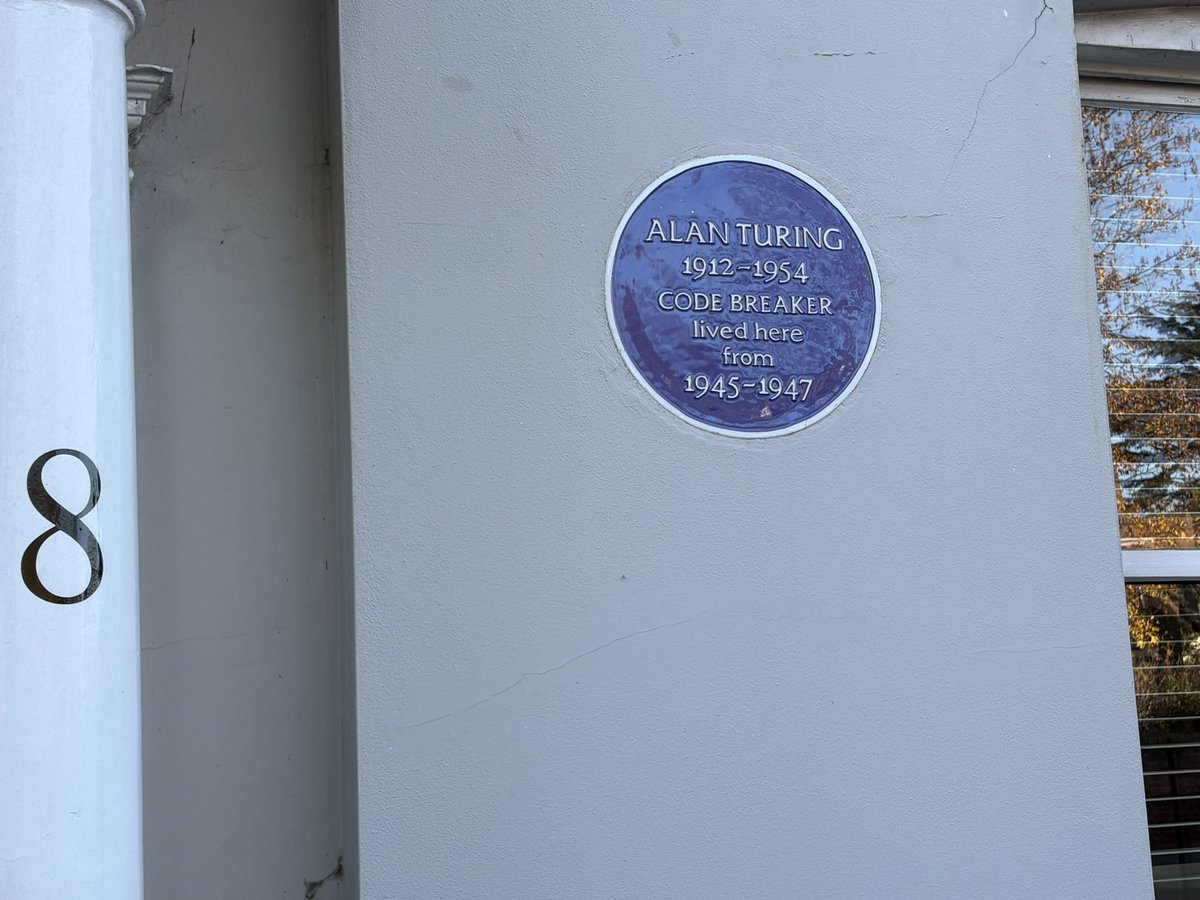 8
ALAN TURING
1912-1954
CODE BREAKER
lived here
from
1945-1947